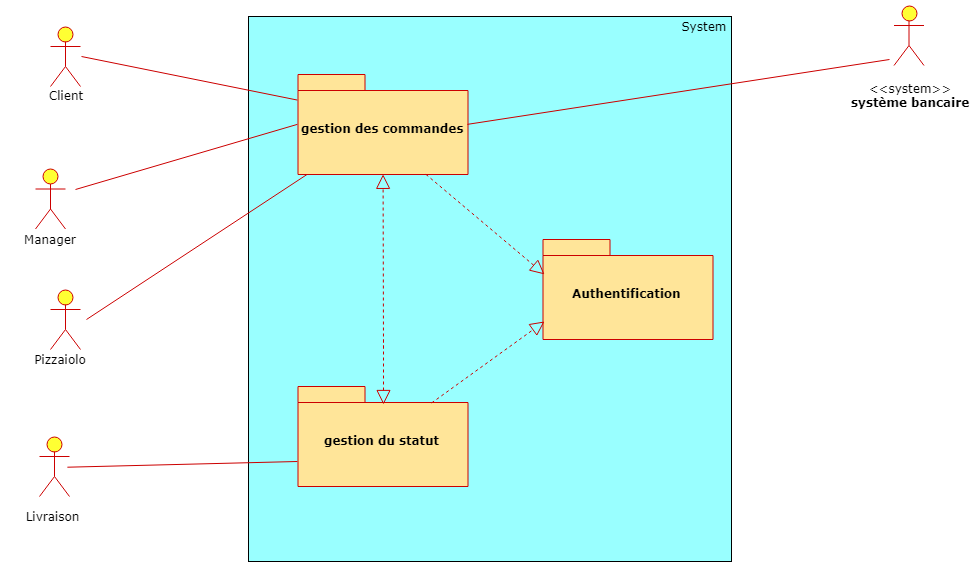 System
Client
<<system>>
système bancaire
gestion des commandes
Manager
Authentification
Pizzaiolo
gestion du statut
Livraison